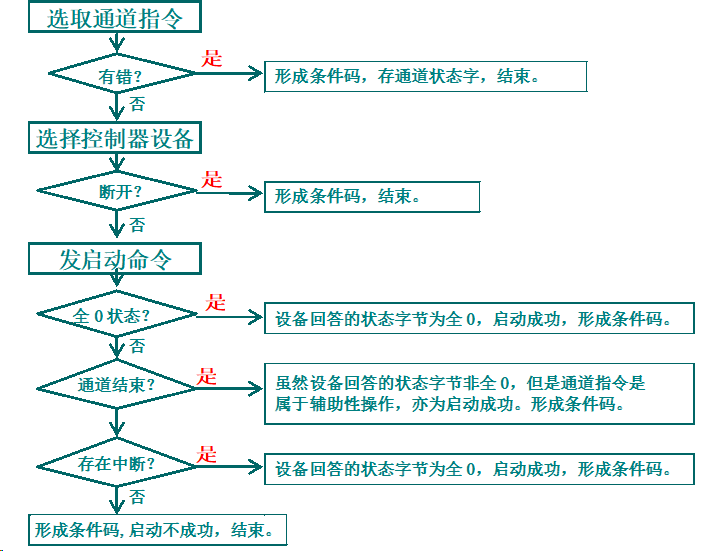 选取通道指令
是
有错？
形成条件码，存通道状态字，结束。
否
选择控制器设备
是
断开？
形成条件码，结束。
否
发启动命令
是
全0状态？
设备回答的状态字节为全0，启动成功，形成条件码。
否
是
通道结束？
虽然设备回答的状态字节非全0，但是通道指令是
属于辅助性操作，亦为启动成功。形成条件码。
是
存在中断？
设备回答的状态字节为全0，启动成功，形成条件码。
否
形成条件码,启动不成功，结束。